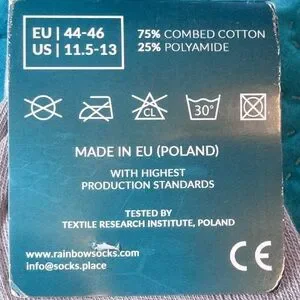 EU | 44-46
US | 11.5-13
75% COMBED COTTON
25% POLYAMIDE
CL
30°
MADE IN EU (POLAND)
WITH HIGHEST
PRODUCTION STANDARDS
TESTED BY
TEXTILE RESEARCH INSTITUTE, POLAND
www.rainbowsocks.com
info@socks.place
CE